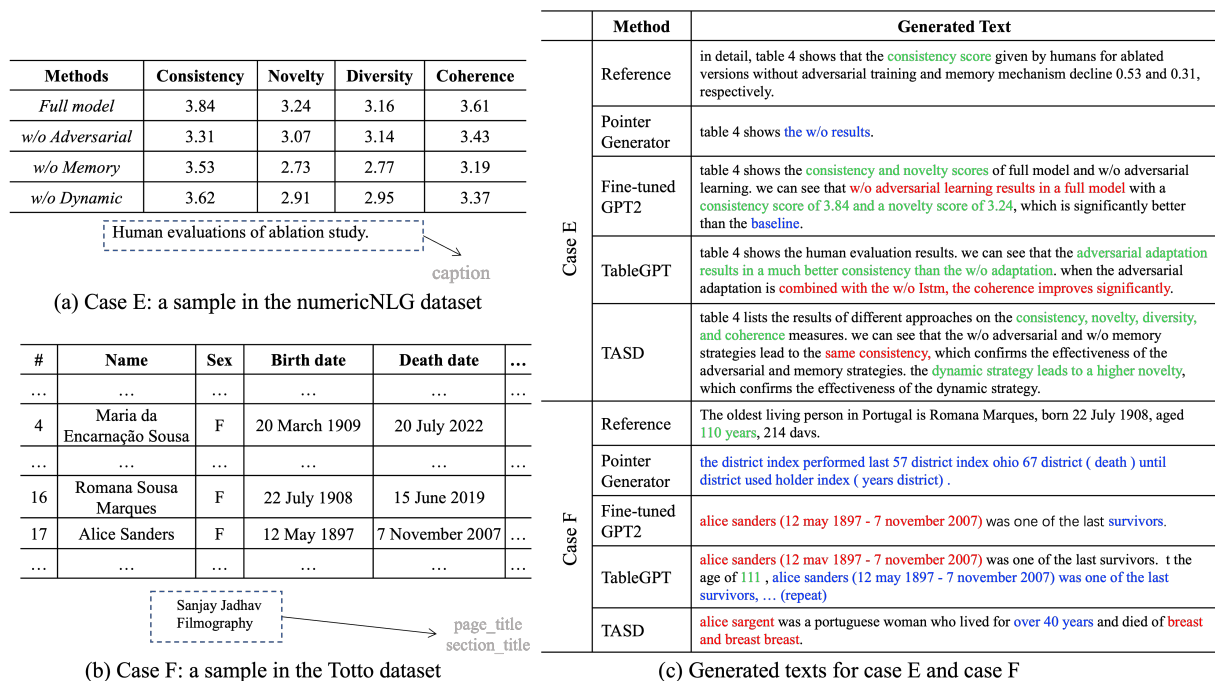 Methods Consistency Novelty Diversity Coherence
Full model 3.84 3.24 3.16 3.61
w/o Adversarial 3.31 3.07 3.14 3.43
w/o Memory 3.53 2.73 2.77 3.19
w/o Dynamic 3.62 2.91 2.95 3.37
Human evaluations of ablation study.
caption
(a) Case E: a sample in the numericNLG dataset
# Name Sex Birth date Death date ...
... ... ... ... ...
4 Maria da Encarnação Sousa F 20 March 1909 20 July 2022
... ... ... ... ... ...
16 Romana Sousa Marques F 22 July 1908 15 June 2019
17 Alice Sanders F 12 May 1897 7 November 2007 ...
... ... ... ... ... ...
Sanjay Jadhav
Filmography
page_title
section_title
(b) Case F: a sample in the Totto dataset
Method Generated Text
Case E
Reference
in detail, table 4 shows that the consistency score given by humans for ablated
versions without adversarial training and memory mechanism decline 0.53 and 0.31,
respectively.
Pointer
Generator
table 4 shows the w/o results.
Fine-tuned
GPT2
table 4 shows the consistency and novelty scores of full model and w/o adversarial
learning. we can see that w/o adversarial learning results in a full model with a
consistency score of 3.84 and a novelty score of 3.24, which is significantly better
than the baseline.
TableGPT
table 4 shows the human evaluation results. we can see that the adversarial adaptation
results in a much better consistency than the w/o adaptation. when the adversarial
adaptation is combined with the w/o lstm, the coherence improves significantly.
TASD
table 4 lists the results of different approaches on the consistency, novelty, diversity,
and coherence measures. we can see that the w/o adversarial and w/o memory
strategies lead to the same consistency, which confirms the effectiveness of the
adversarial and memory strategies. the dynamic strategy leads to a higher novelty,
which confirms the effectiveness of the dynamic strategy.
Case F
Reference
The oldest living person in Portugal is Romana Marques, born 22 July 1908, aged
110 years, 214 days.
Pointer
Generator
the district index performed last 57 district index ohio 67 district ( death ) until
district used holder index ( years district) .
Fine-tuned
GPT2
alice sanders (12 may 1897 - 7 november 2007) was one of the last survivors.
TableGPT
alice sanders (12 may 1897 - 7 november 2007) was one of the last survivors. t the
age of 111 , alice sanders (12 may 1897 - 7 november 2007) was one of the last
survivors, ... (repeat)
TASD
alice sargent was a portuguese woman who lived for over 40 years and died of breast
and breast breast.
(c) Generated texts for case E and case F